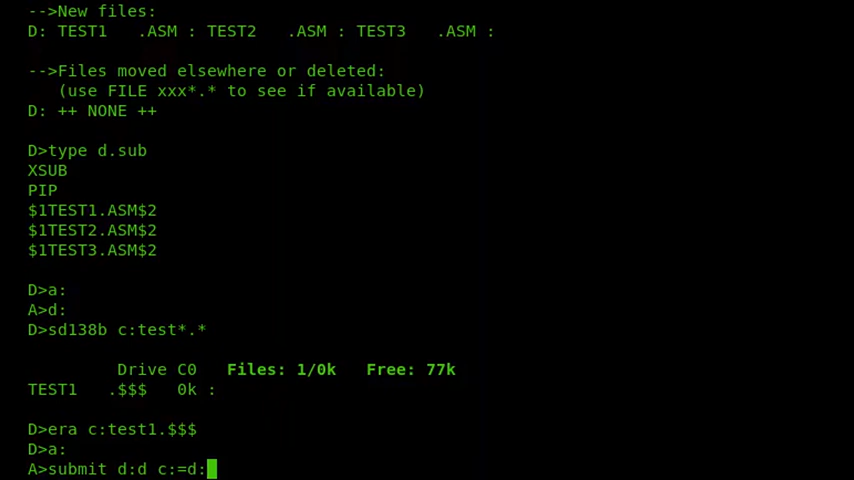 -->New files:
D: TEST1   .ASM : TEST2   .ASM : TEST3   .ASM :
-->Files moved elsewhere or deleted:
(use FILE xxx*.* to see if available)
D: ++ NONE ++
D>type d.sub
XSUB
PIP
$1TEST1.ASM$2
$1TEST2.ASM$2
$1TEST3.ASM$2
D>a:
A>d:
D>sd138b c:test*.*
Drive C0   Files: 1/0k   Free: 77k
TEST1   .$$$   0k :
D>era c:test1.$$$
D>a:
A>submit d:d c:=d: